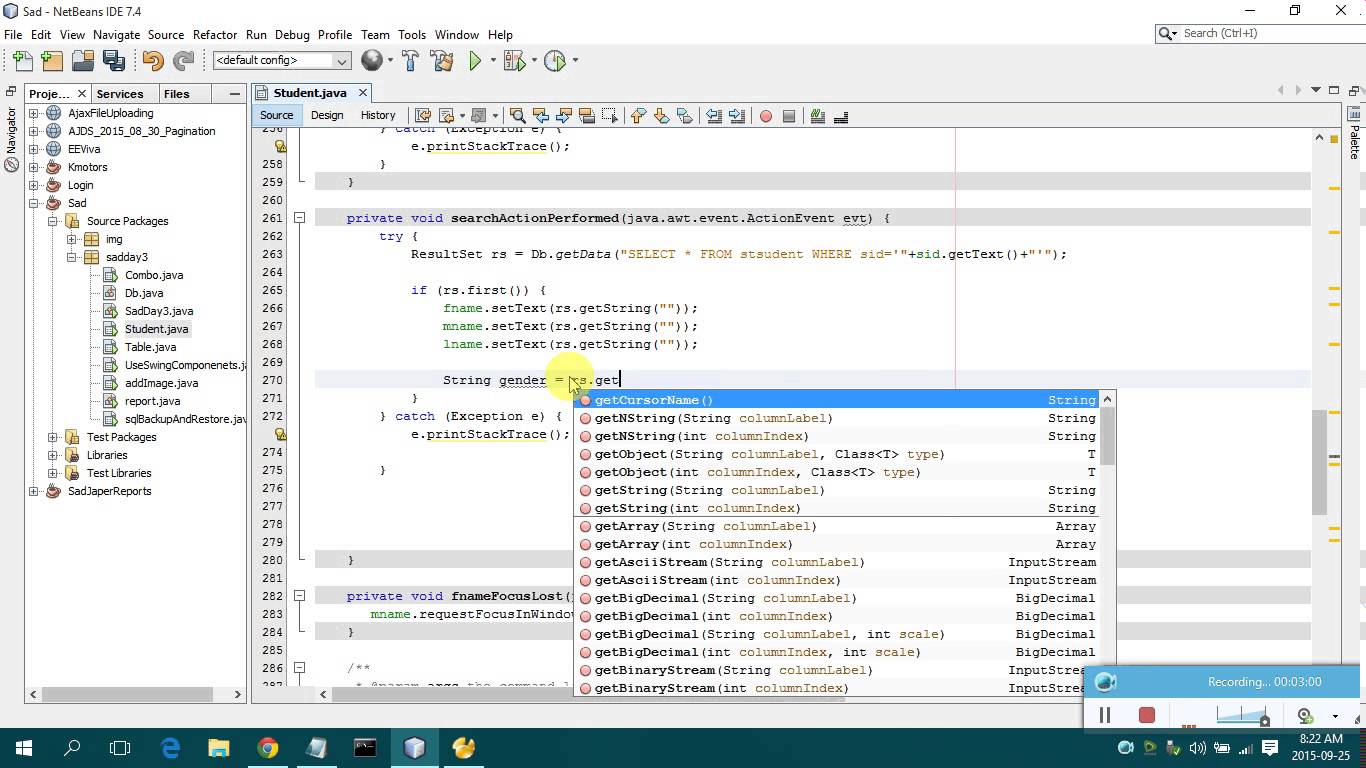 Sad - NetBeans IDE 7.4
File Edit View Navigate Source Refactor Run Debug Profile Team Tools Window Help
Search (Ctrl+I)
<default config>
Proje... Services Files
Student.java
Source Design History
Navigator
Palette
AjaxFileUploading
AJDS_2015_08_30_Pagination
EEViva
Kmotors
Login
Sad
Source Packages
img
sadday3
Combo.java
Db.java
SadDay3.java
Student.java
Table.java
UseSwingComponenets.ja
addImage.java
report.java
sqlBackupAndRestore.java
Test Packages
Libraries
Test Libraries
SadJaperReports
256 } catch (Exception e) {
e.printStackTrace();
258 }
259 }
260
261 private void searchActionPerformed(java.awt.event.ActionEvent evt) {
262 try {
263 ResultSet rs = Db.getData("SELECT * FROM stsudent WHERE sid='"+sid.getText()+"'");
264
265 if (rs.first()) {
266 fname.setText(rs.getString(""));
267 mname.setText(rs.getString(""));
268 lname.setText(rs.getString(""));
269
270 String gender = rs.get
271 }
272 } catch (Exception e) {
e.printStackTrace();
274
275 }
276
277
278
279
280 }
281
282 private void fnameFocusLost(
283 mname.requestFocusInWindow
284 }
285
286 /**
287 * @param args the command l
getCursorName() String
getNString(String columnLabel) String
getNString(int columnIndex) String
getObject(String columnLabel, Class<T> type) T
getObject(int columnIndex, Class<T> type) T
getString(String columnLabel) String
getString(int columnIndex) String
getArray(String columnLabel) Array
getArray(int columnIndex) Array
getAsciiStream(String columnLabel) InputStream
getAsciiStream(int columnIndex) InputStream
getBigDecimal(String columnLabel) BigDecimal
getBigDecimal(int columnIndex) BigDecimal
getBigDecimal(String columnLabel, int scale) BigDecimal
getBigDecimal(int columnIndex, int scale) BigDecimal
getBinaryStream(String columnLabel) InputStream
getBinaryStream(int columnIndex) InputStrea
Recording... 00:03:00
8:22 AM
2015-09-25